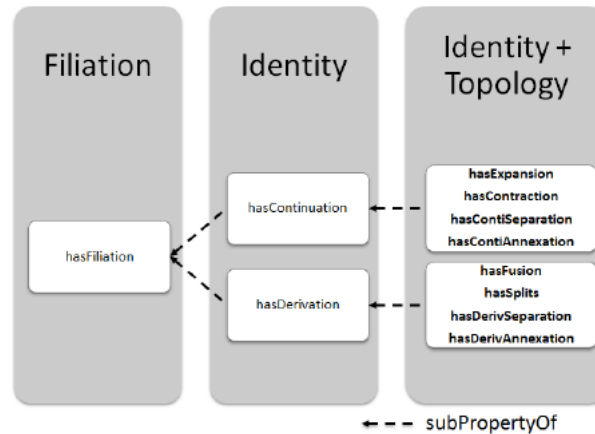 Filiation
Identity
Identity +
Topology
hasFiliation
hasContinuation
hasDerivation
hasExpansion
hasContraction
hasContiSeparation
hasContiAnnexation
hasFusion
hasSplits
hasDerivSeparation
hasDerivAnnexation
subPropertyOf